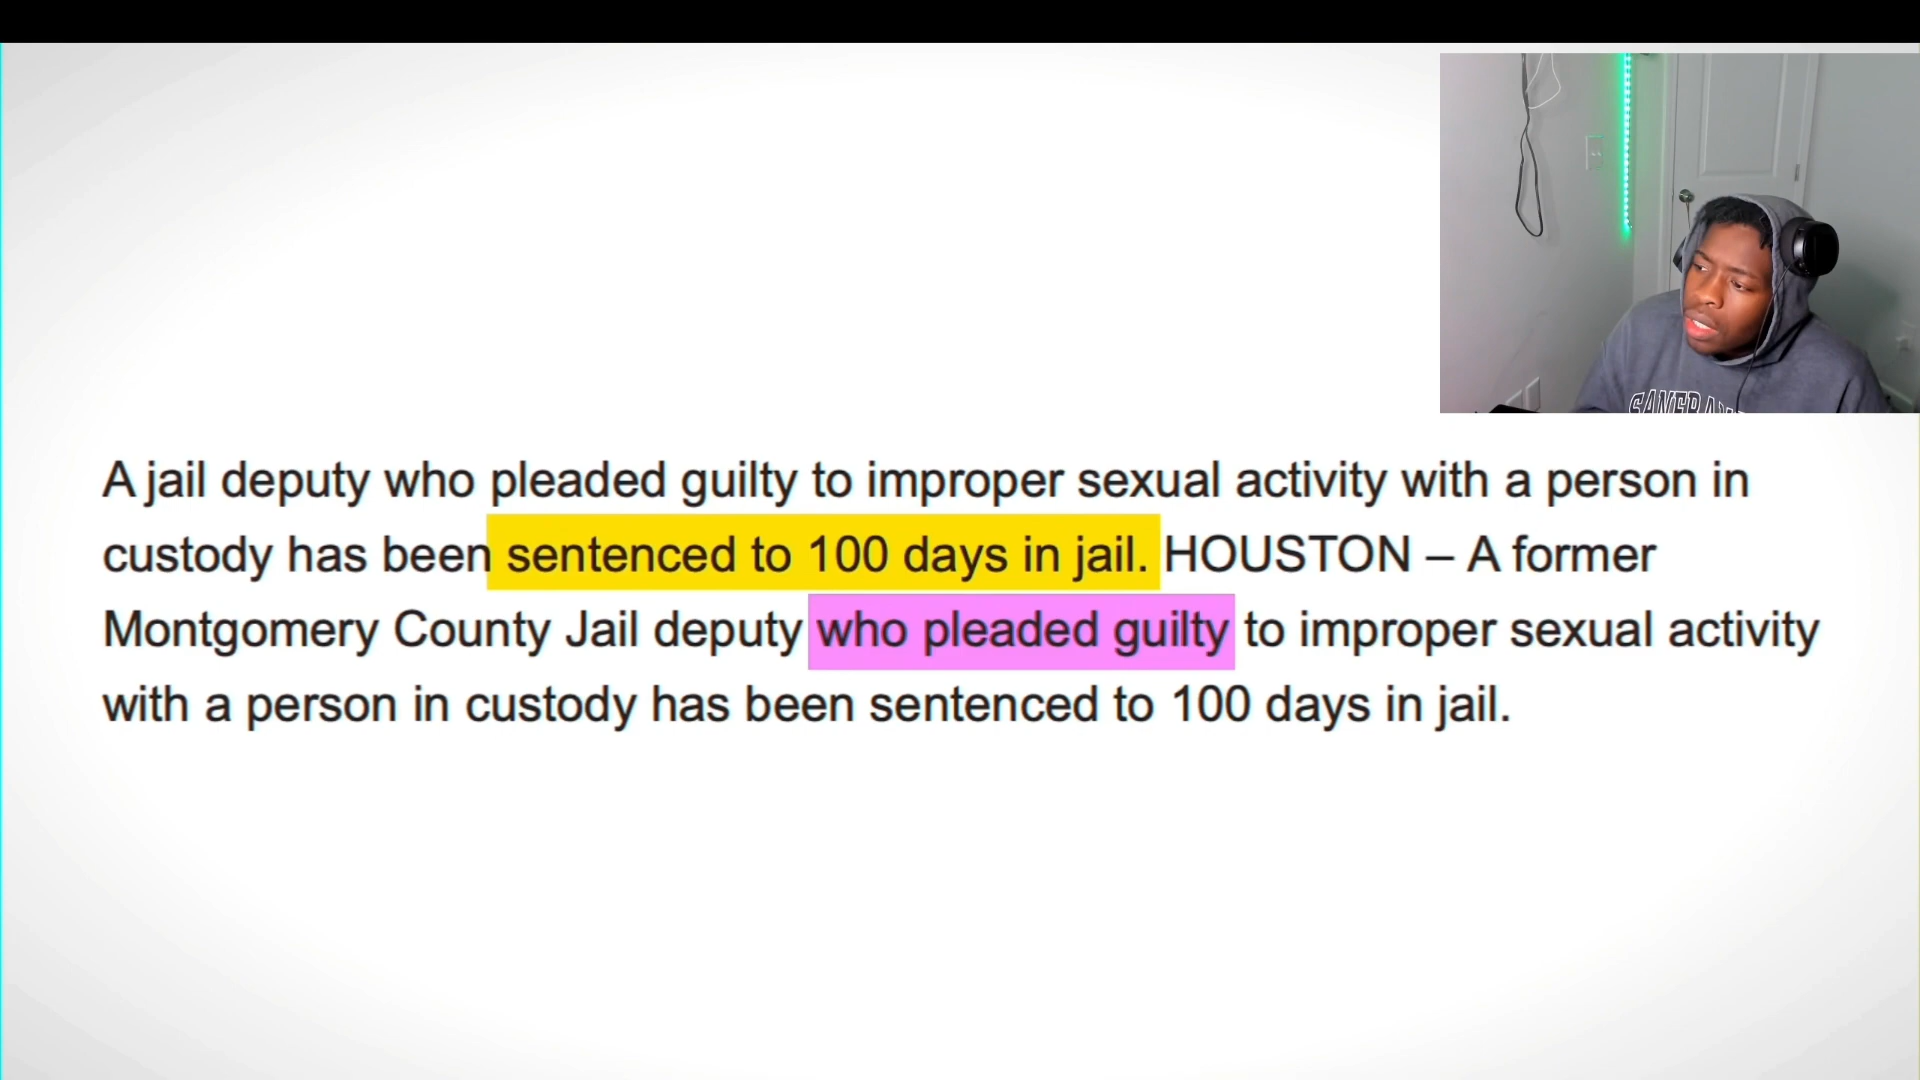 A jail deputy who pleaded guilty to improper sexual activity with a person in
custody has been sentenced to 100 days in jail. HOUSTON – A former
Montgomery County Jail deputy who pleaded guilty to improper sexual activity
with a person in custody has been sentenced to 100 days in jail.